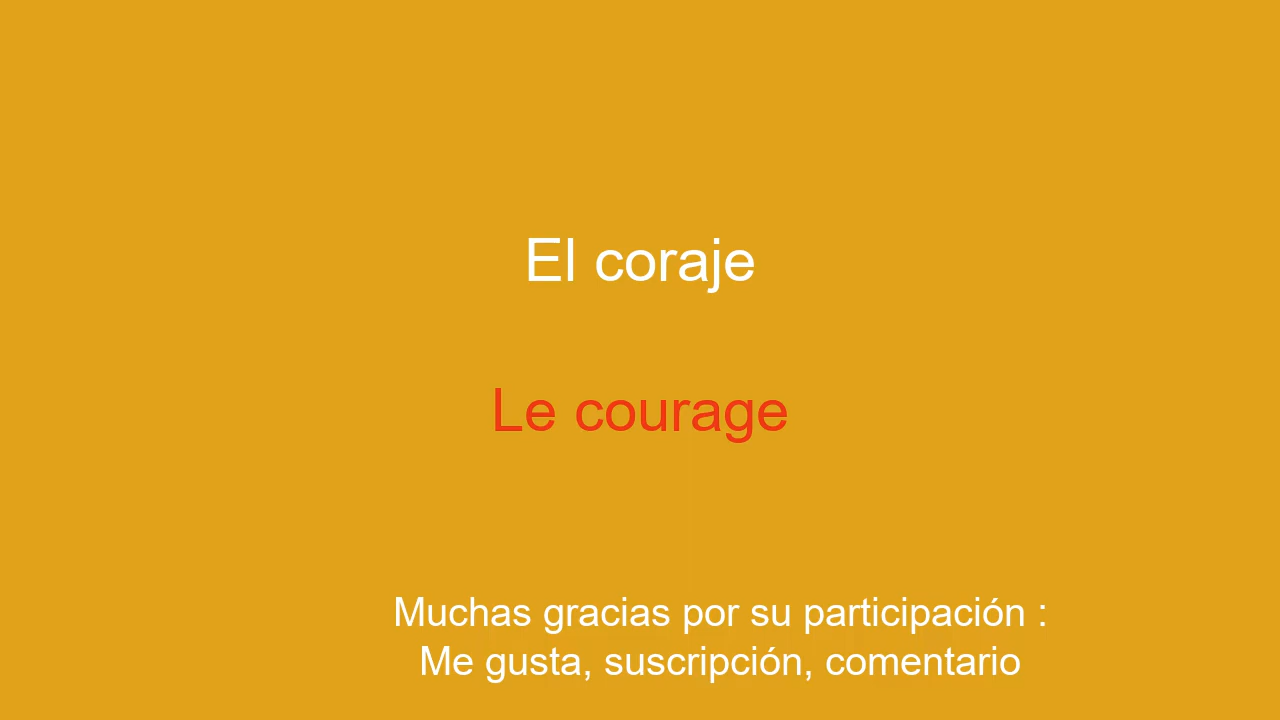 El coraje
Le courage
Muchas gracias por su participación :
Me gusta, suscripción, comentario